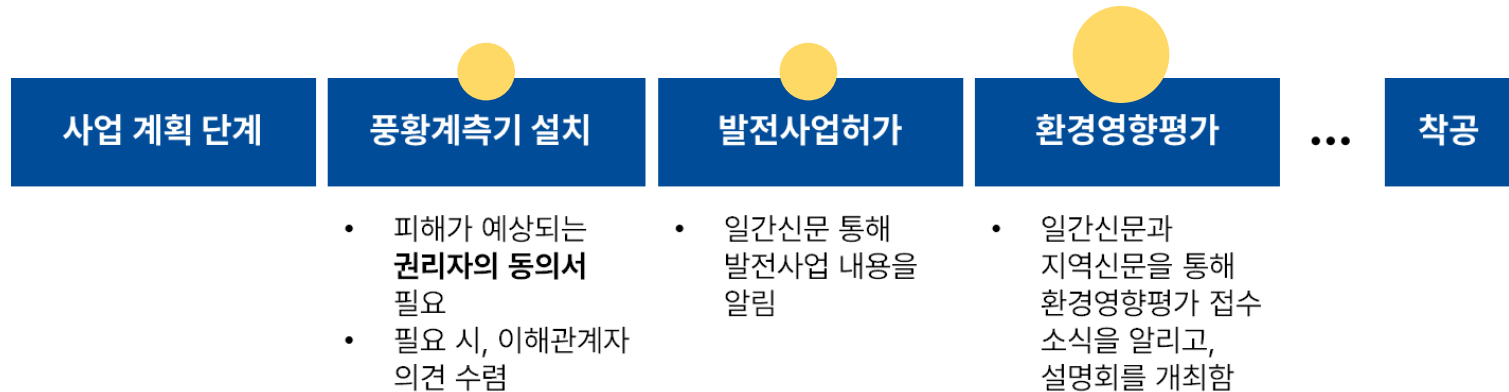 사업 계획 단계
풍황계측기 설치
발전사업허가
환경영향평가
...
착공
• 피해가 예상되는
권리자의 동의서
필요
• 필요 시, 이해관계자
의견 수렴
• 일간신문 통해
발전사업 내용을
알림
• 일간신문과
지역신문을 통해
환경영향평가 접수
소식을 알리고,
설명회를 개최함